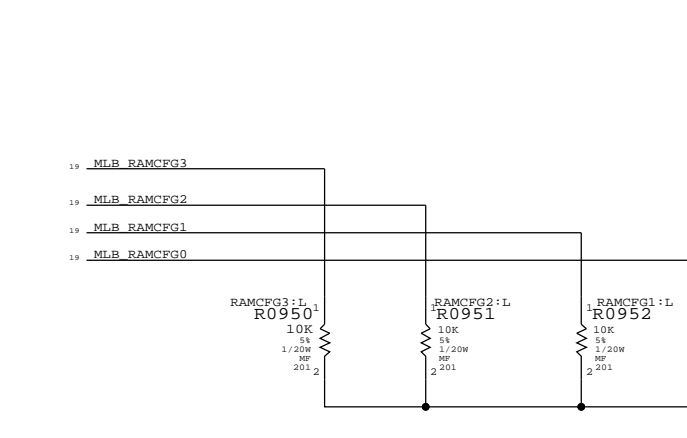 19 MLB_RAMCFG3
19 MLB_RAMCFG2
19 MLB_RAMCFG1
19 MLB_RAMCFG0
RAMCFG3:L
R0950 1
10K
5%
1/20W
MF
201 2
RAMCFG2:L
1 R0951
10K
5%
1/20W
MF
2 201
RAMCFG1:L
1 R0952
10K
5%
1/20W
MF
2 201